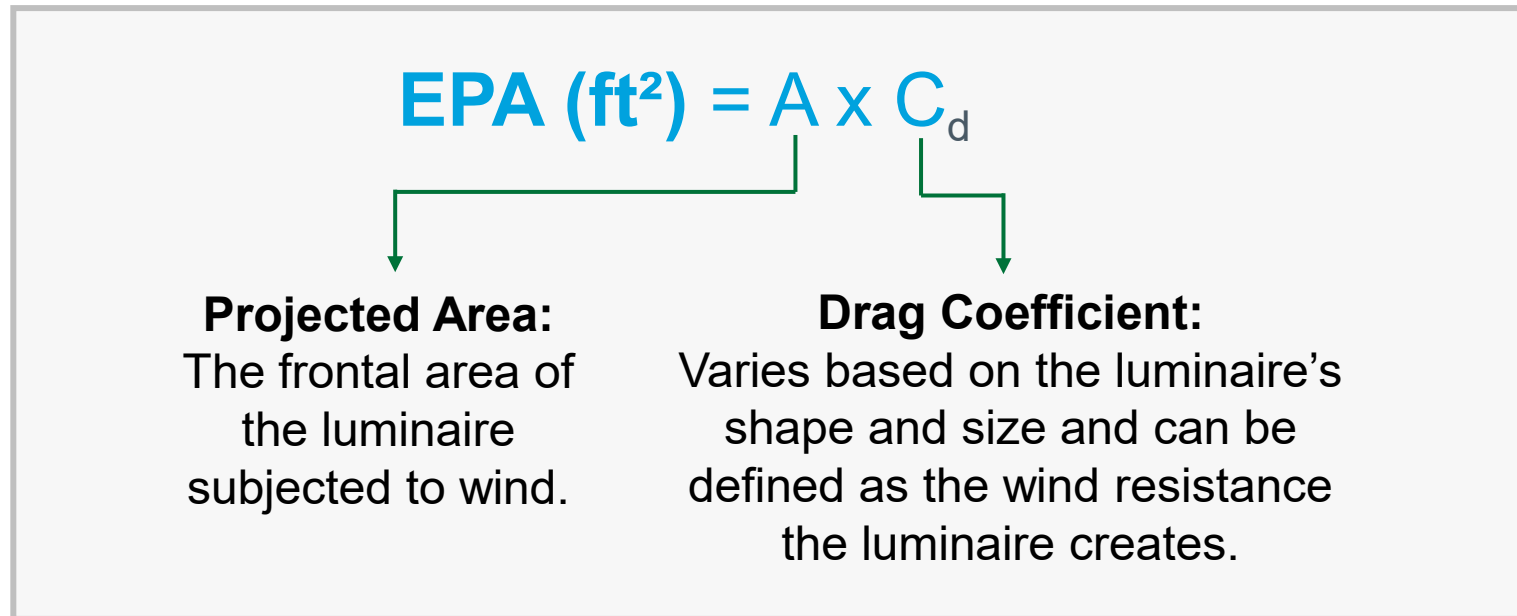 EPA (ft²) = A x Cd
Projected Area:
The frontal area of
the luminaire
subjected to wind.
Drag Coefficient:
Varies based on the luminaire’s
shape and size and can be
defined as the wind resistance
the luminaire creates.